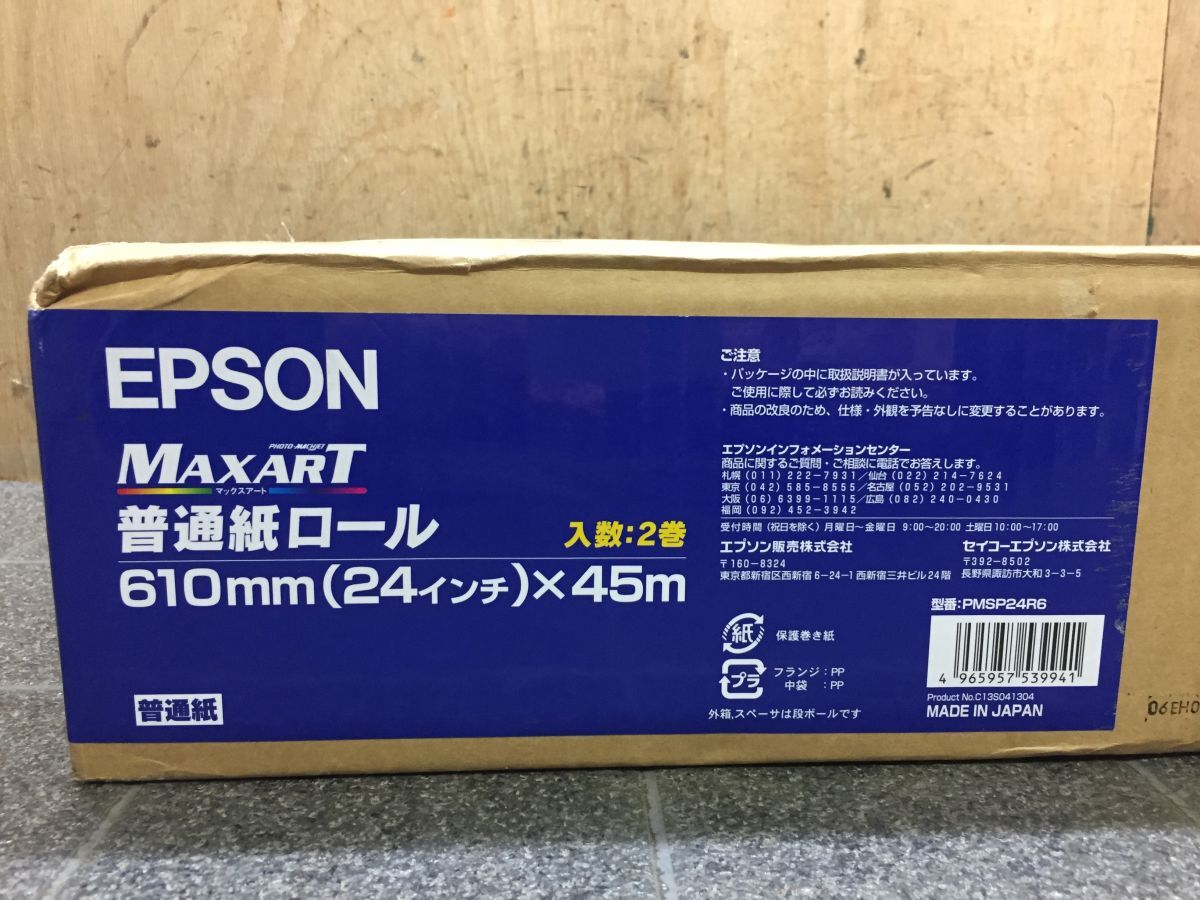 EPSON
PHOTO-MACHJET
MAXART
マックスアート
普通紙ロール
入数:2巻
610mm(24インチ)×45m
普通紙
ご注意
・パッケージの中に取扱説明書が入っています。
ご使用に際して必ずお読みください。
・商品の改良のため、仕様・外観を予告なしに変更することがあります。
エプソンインフォメーションセンター
商品に関するご質問・ご相談に電話でお答えします。
札幌(011)222-7931/仙台(022)214-7624
東京(042)585-8555/名古屋(052)202-9531
大阪(06)6399-1115/広島(082)240-0430
福岡(092)452-3942
受付時間(祝日を除く)月曜日~金曜日 9:00~20:00 土曜日10:00~17:00
エプソン販売株式会社
〒160-8324
東京都新宿区西新宿6-24-1西新宿三井ビル24階
セイコーエプソン株式会社
〒392-8502
長野県諏訪市大和3-3-5
型番:PMSP24R6
紙
保護巻き紙
プラ
フランジ:PP
中袋 :PP
外箱,スペーサは段ボールです
4 965957 539941
Product No.C13S041304
MADE IN JAPAN
06EH0